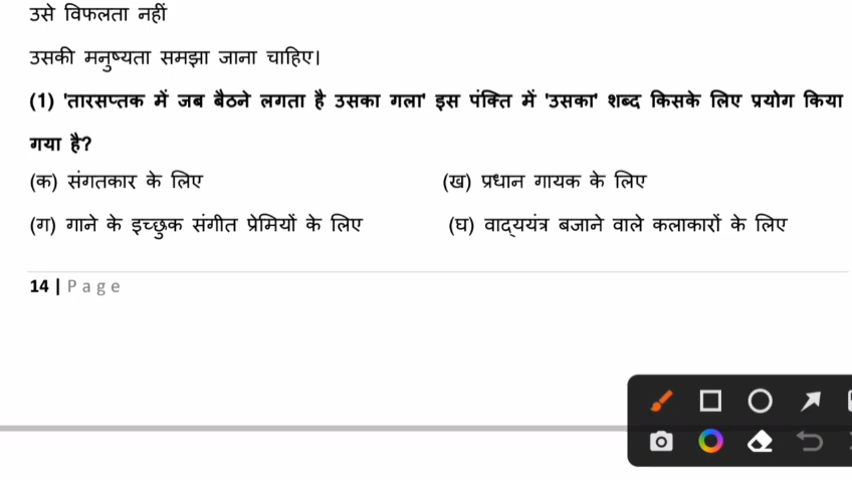 उसे विफलता नहीं
उसकी मनुष्यता समझा जाना चाहिए।
(1) 'तारसप्तक में जब बैठने लगता है उसका गला' इस पंक्ति में 'उसका' शब्द किसके लिए प्रयोग किया
गया है?
(क) संगतकार के लिए (ख) प्रधान गायक के लिए
(ग) गाने के इच्छुक संगीत प्रेमियों के लिए (घ) वाद्ययंत्र बजाने वाले कलाकारों के लिए
14 | Page